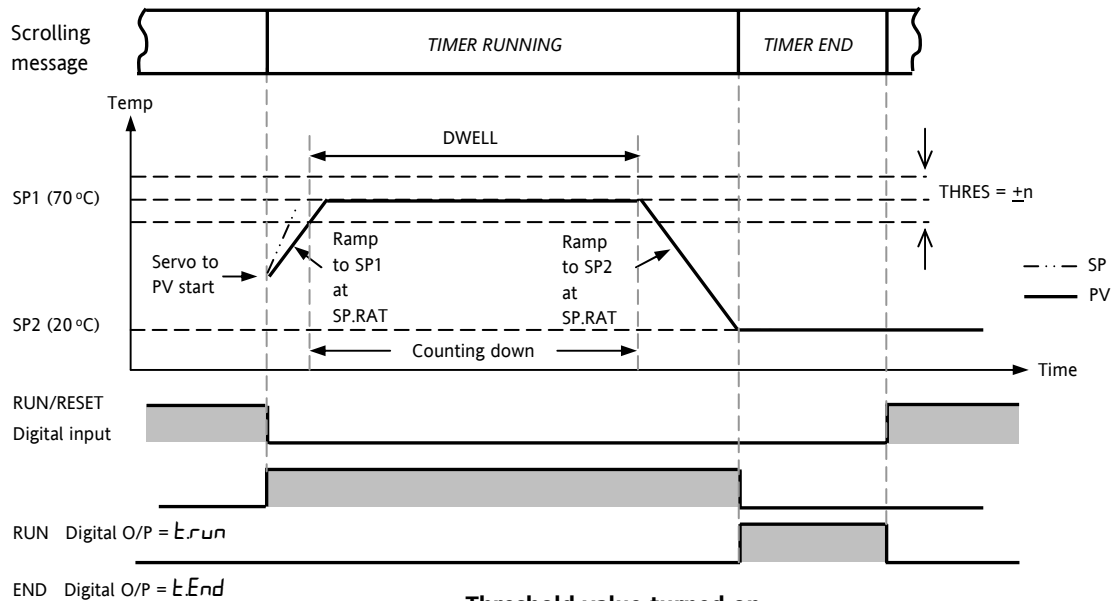 Scrolling
message
TIMER RUNNING
TIMER END
Temp
DWELL
SP1 (70 ºC)
THRES = ±n
Servo to
PV start
Ramp
to SP1
at
SP.RAT
Ramp
to SP2
at
SP.RAT
SP
PV
SP2 (20 ºC)
Counting down
Time
RUN/RESET
Digital input
RUN Digital O/P = t.run
END Digital O/P = t.End